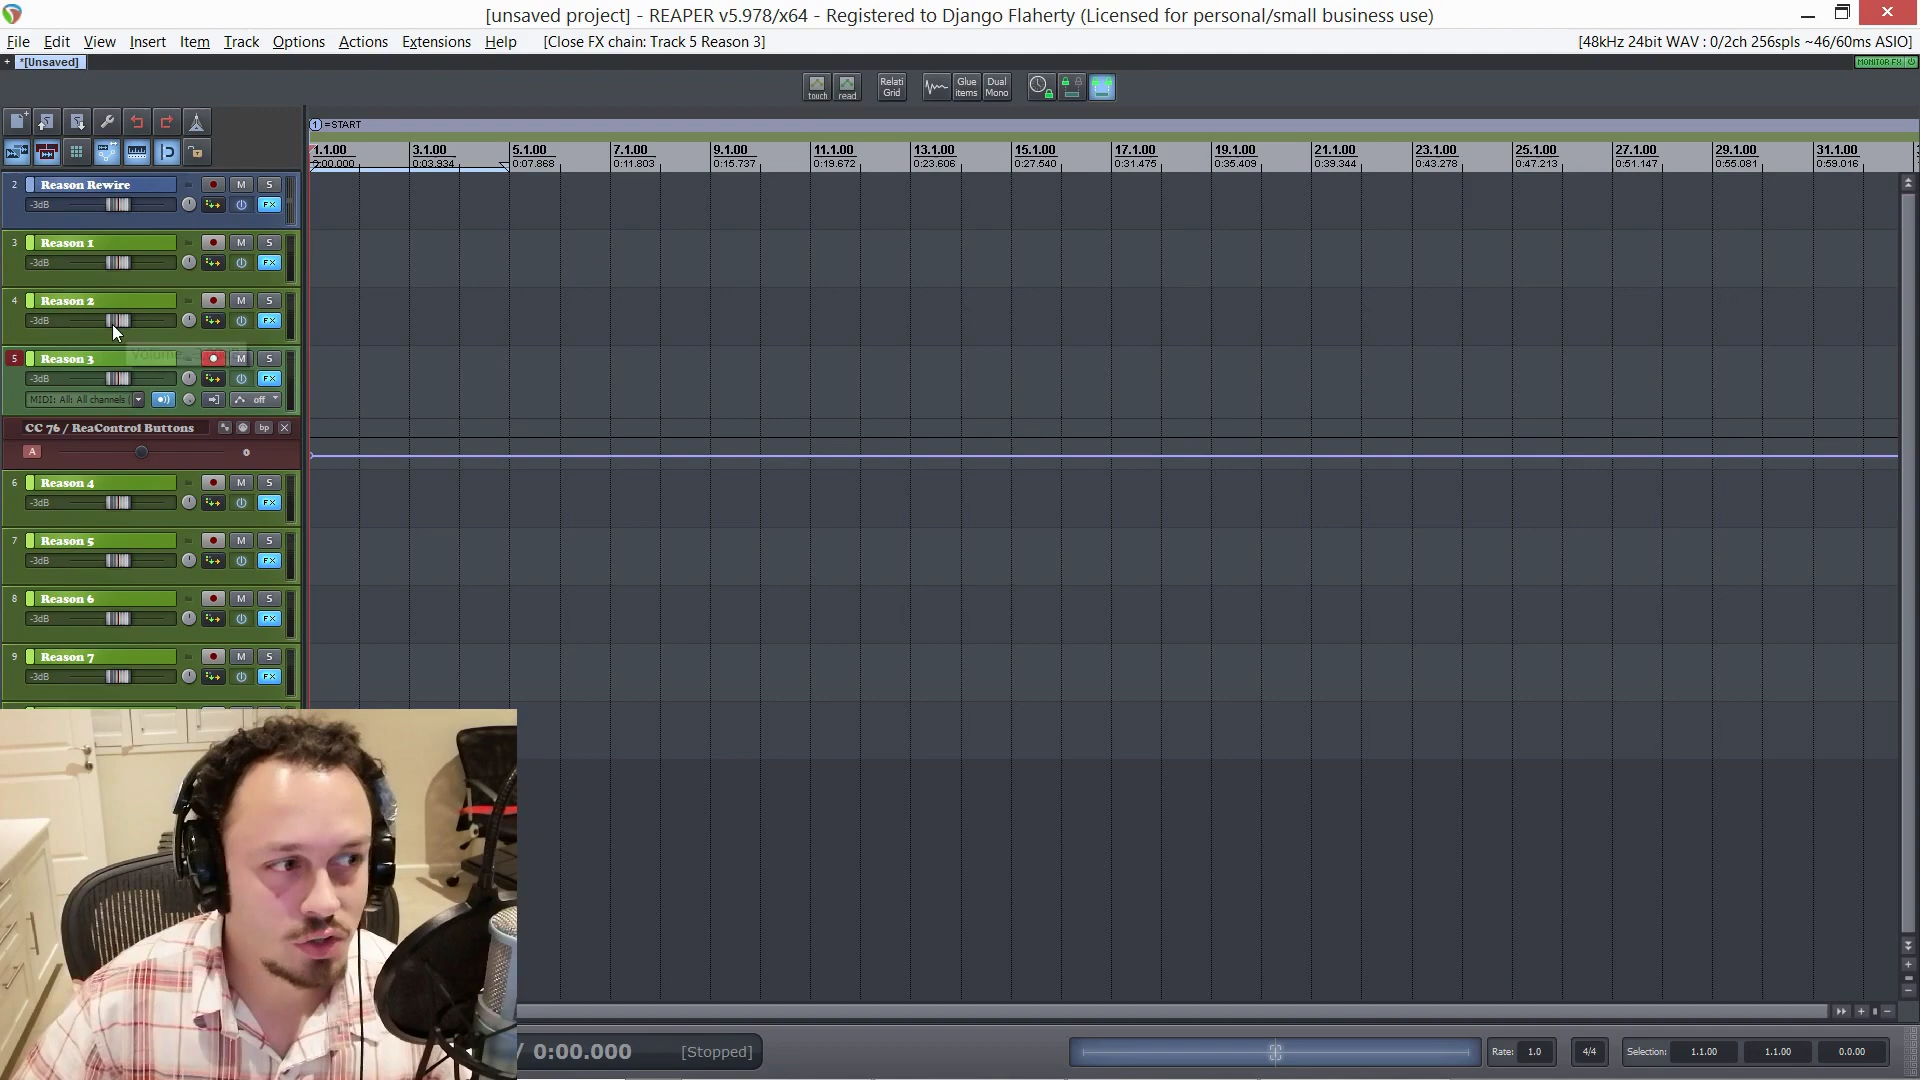 [unsaved project] - REAPER v5.978/x64 - Registered to Django Flaherty (Licensed for personal/small business use)
File Edit View Insert Item Track Options Actions Extensions Help [Close FX chain: Track 5 Reason 3] [48kHz 24bit WAV : 0/2ch 256spls ~46/60ms ASIO]
+ *[Unsaved] MONITOR FX
touch read Relati Grid Glue items Dual Mono
1 =START
1.1.00 3.1.00 5.1.00 7.1.00 9.1.00 11.1.00 13.1.00 15.1.00 17.1.00 19.1.00 21.1.00 23.1.00 25.1.00 27.1.00 29.1.00 31.1.00
0:00.000 0:03.934 0:07.868 0:11.803 0:15.737 0:19.672 0:23.606 0:27.540 0:31.475 0:35.409 0:39.344 0:43.278 0:47.213 0:51.147 0:55.081 0:59.016
2 Reason Rewire M S
-3dB FX
3 Reason 1 M S
-3dB FX
4 Reason 2 M S
-3dB FX
5 Reason 3 M S
-3dB FX
MIDI: All: All channels ( off
CC 76 / ReaControl Buttons bp
A 0
6 Reason 4 M S
-3dB FX
7 Reason 5 M S
-3dB FX
8 Reason 6 M S
-3dB FX
9 Reason 7 M S
-3dB FX
/ 0:00.000 [Stopped] Rate: 1.0 4/4 Selection: 1.1.00 1.1.00 0.0.00